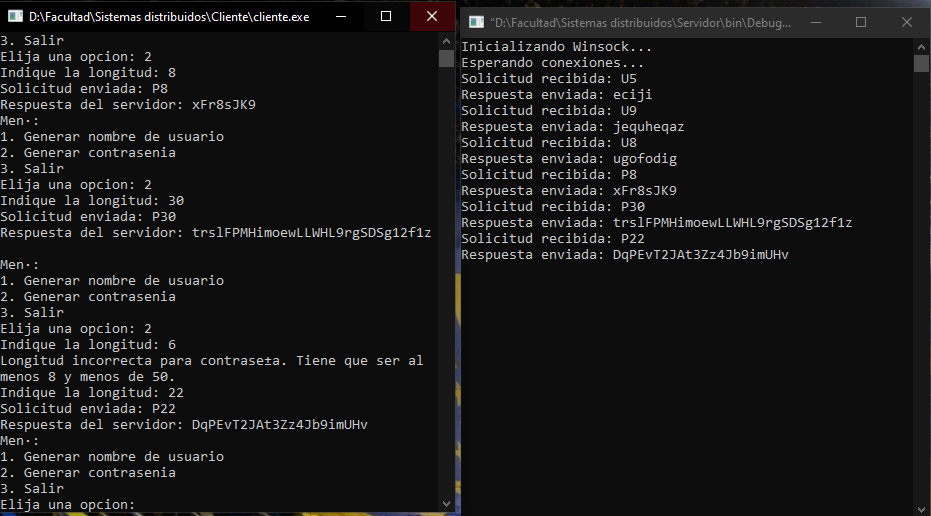 D:\Facultad\Sistemas distribuidos\Cliente\cliente.exe
3. Salir
Elija una opcion: 2
Indique la longitud: 8
Solicitud enviada: P8
Respuesta del servidor: xFr8sJK9
Men·:
1. Generar nombre de usuario
2. Generar contrasenia
3. Salir
Elija una opcion: 2
Indique la longitud: 30
Solicitud enviada: P30
Respuesta del servidor: trslFPMHimoewLLWHL9rgSDSg12f1z
Men·:
1. Generar nombre de usuario
2. Generar contrasenia
3. Salir
Elija una opcion: 2
Indique la longitud: 6
Longitud incorrecta para contrase±a. Tiene que ser al
menos 8 y menos de 50.
Indique la longitud: 22
Solicitud enviada: P22
Respuesta del servidor: DqPEvT2JAt3Zz4Jb9imUHv
Men·:
1. Generar nombre de usuario
2. Generar contrasenia
3. Salir
Elija una opcion:
"D:\Facultad\Sistemas distribuidos\Servidor\bin\Debug...
Inicializando Winsock...
Esperando conexiones...
Solicitud recibida: U5
Respuesta enviada: eciji
Solicitud recibida: U9
Respuesta enviada: jequheqaz
Solicitud recibida: U8
Respuesta enviada: ugofodig
Solicitud recibida: P8
Respuesta enviada: xFr8sJK9
Solicitud recibida: P30
Respuesta enviada: trslFPMHimoewLLWHL9rgSDSg12f1z
Solicitud recibida: P22
Respuesta enviada: DqPEvT2JAt3Zz4Jb9imUHv